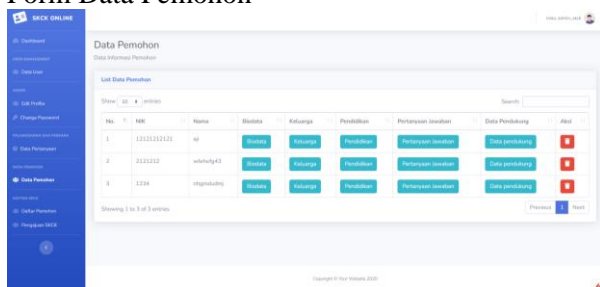 Form Data Pemohon
SKCK ONLINE
Dashboard
Data User
Edit Profile
Change Password
Data Pertanyaan
Data Pemohon
Daftar Pemohon
Pengajuan SKCK
Data Pemohon
Data Informasi Pemohon
List Data Pemohon
Show 10 entries
Search:
No NIK Nama Biodata Keluarga Pendidikan Pertanyaan Jawaban Data Pendukung Aksi
1 12121212121 Biodata Keluarga Pendidikan Pertanyaan Jawaban Data pendukung
2 2121212 Biodata Keluarga Pendidikan Pertanyaan Jawaban Data pendukung
3 1234 Biodata Keluarga Pendidikan Pertanyaan Jawaban Data pendukung
Showing 1 to 3 of 3 entries
Previous 1 Next
Copyright © Your Website 2020